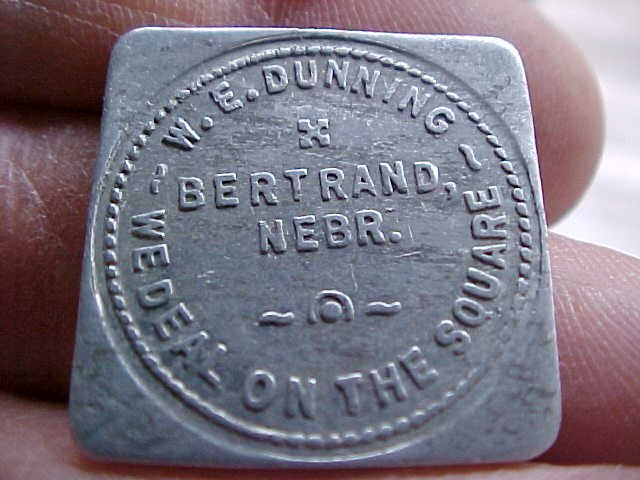 W. E. DUNNING
BERTRAND,
NEBR.
WE DEAL ON THE SQUARE